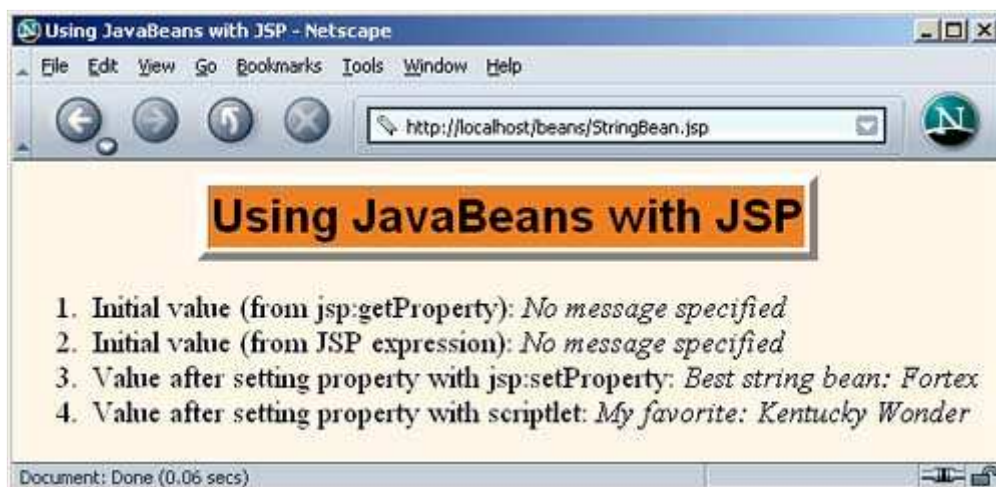 Using JavaBeans with JSP - Netscape
File Edit View Go Bookmarks Tools Window Help
http://localhost/beans/StringBean.jsp
N
Using JavaBeans with JSP
1. Initial value (from jsp:getProperty): No message specified
2. Initial value (from JSP expression): No message specified
3. Value after setting property with jsp:setProperty: Best string bean: Fortex
4. Value after setting property with scriptlet: My favorite: Kentucky Wonder
Document: Done (0.06 secs)